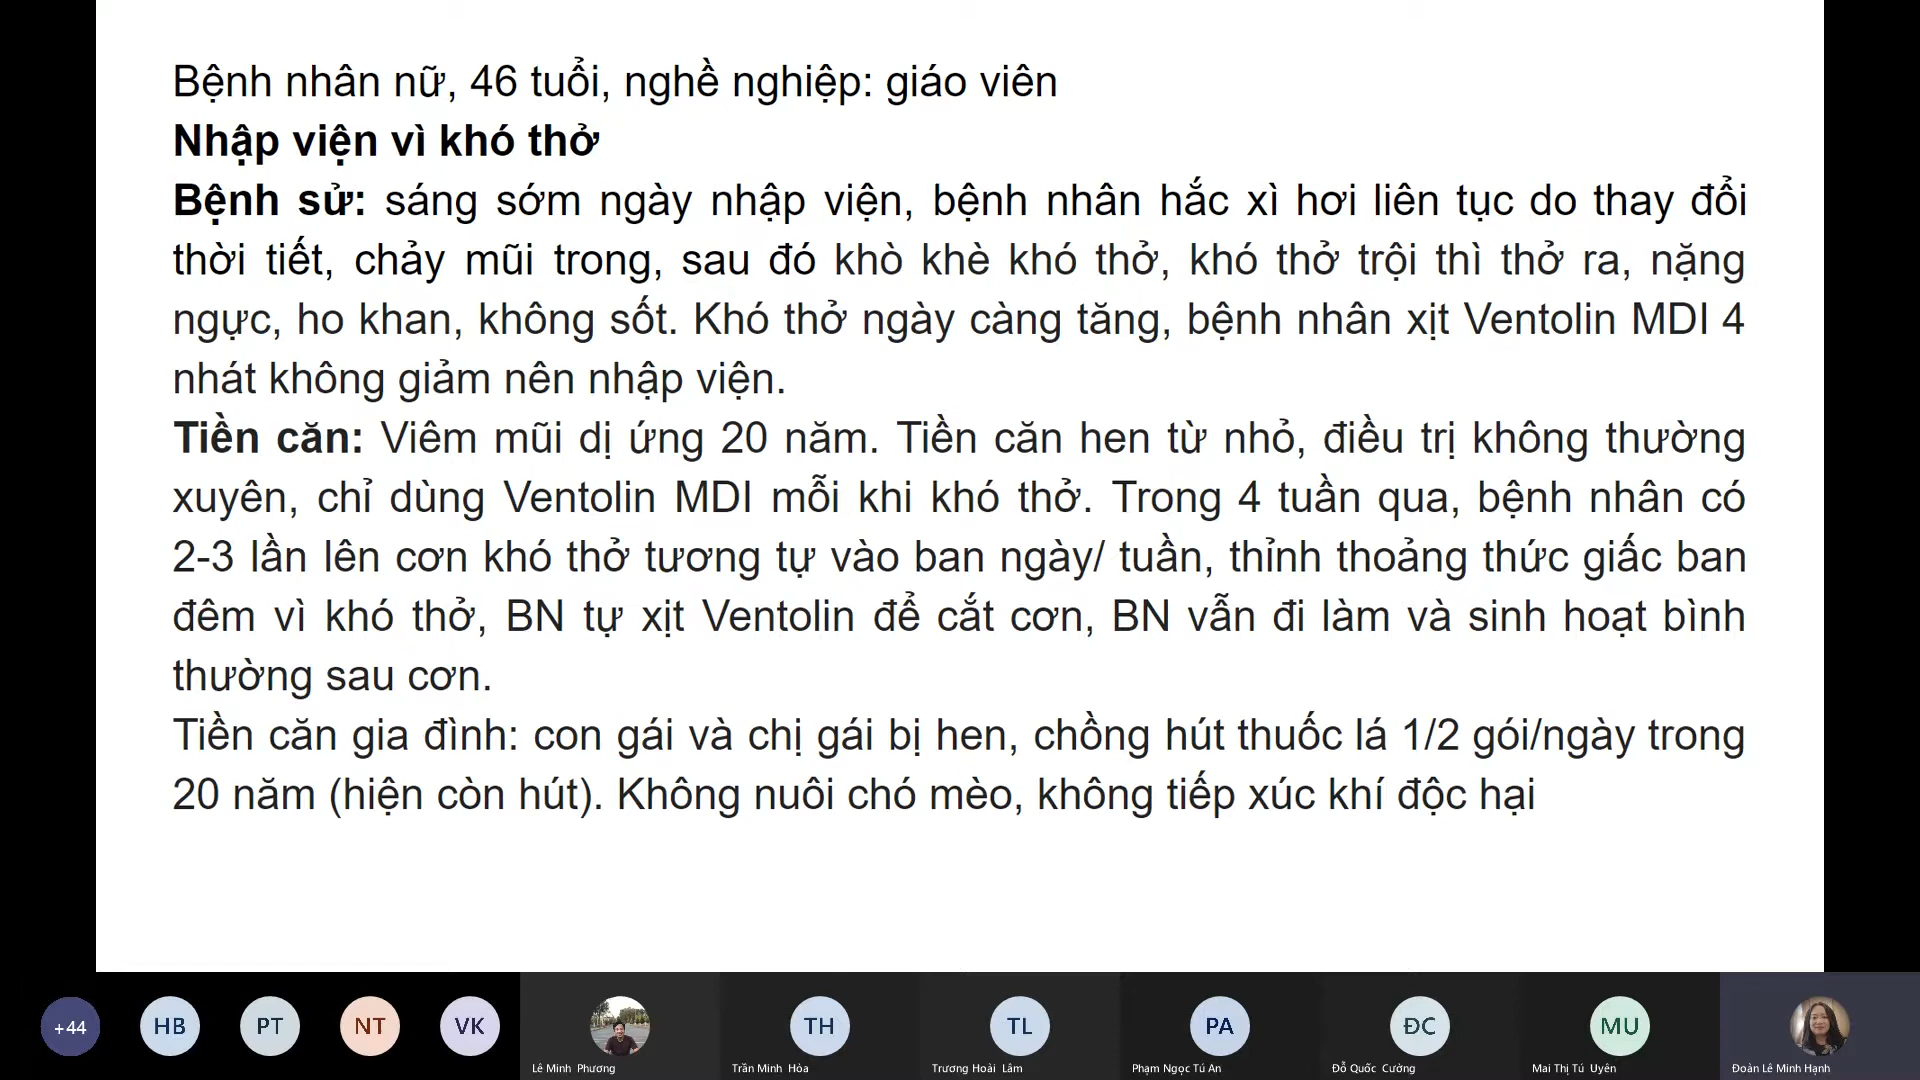 Bệnh nhân nữ, 46 tuổi, nghề nghiệp: giáo viên
Nhập viện vì khó thở
Bệnh sử: sáng sớm ngày nhập viện, bệnh nhân hắc xì hơi liên tục do thay đổi
thời tiết, chảy mũi trong, sau đó khò khè khó thở, khó thở trội thì thở ra, nặng
ngực, ho khan, không sốt. Khó thở ngày càng tăng, bệnh nhân xịt Ventolin MDI 4
nhát không giảm nên nhập viện.
Tiền căn: Viêm mũi dị ứng 20 năm. Tiền căn hen từ nhỏ, điều trị không thường
xuyên, chỉ dùng Ventolin MDI mỗi khi khó thở. Trong 4 tuần qua, bệnh nhân có
2-3 lần lên cơn khó thở tương tự vào ban ngày/ tuần, thỉnh thoảng thức giấc ban
đêm vì khó thở, BN tự xịt Ventolin để cắt cơn, BN vẫn đi làm và sinh hoạt bình
thường sau cơn.
Tiền căn gia đình: con gái và chị gái bị hen, chồng hút thuốc lá 1/2 gói/ngày trong
20 năm (hiện còn hút). Không nuôi chó mèo, không tiếp xúc khí độc hại
+44 HB PT NT VK TH TL PA ĐC MU
Lê Minh Phương Trần Minh Hòa Trương Hoài Lâm Phạm Ngọc Tú An Đỗ Quốc Cường Mai Thị Tú Uyên Đoàn Lê Minh Hạnh